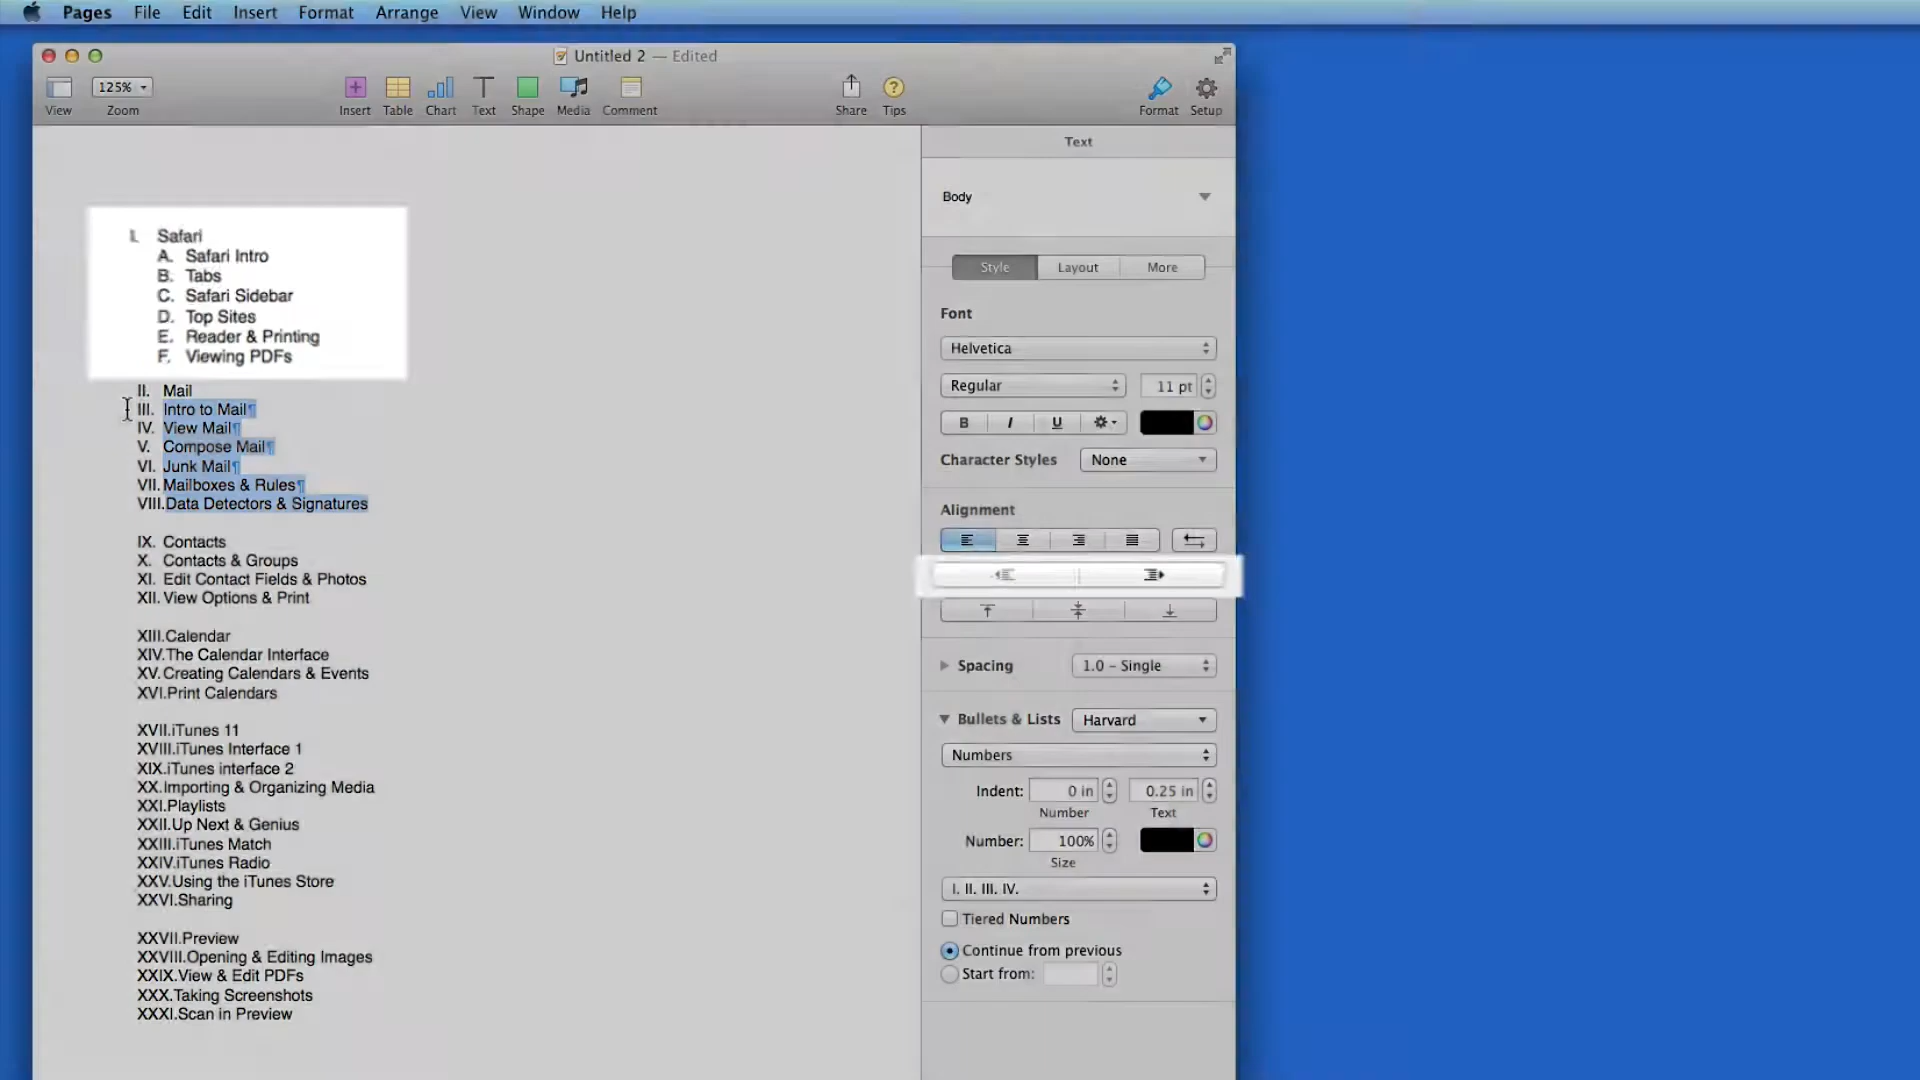 Pages File Edit Insert Format Arrange View Window Help
Untitled 2 — Edited
125%
View Zoom Insert Table Chart Text Shape Media Comment Share Tips Format Setup
I. Safari
A. Safari Intro
B. Tabs
C. Safari Sidebar
D. Top Sites
E. Reader & Printing
F. Viewing PDFs
II. Mail
III. Intro to Mail¶
IV. View Mail¶
V. Compose Mail¶
VI. Junk Mail¶
VII. Mailboxes & Rules¶
VIII.Data Detectors & Signatures
IX. Contacts
X. Contacts & Groups
XI. Edit Contact Fields & Photos
XII. View Options & Print
XIII.Calendar
XIV.The Calendar Interface
XV.Creating Calendars & Events
XVI.Print Calendars
XVII.iTunes 11
XVIII.iTunes Interface 1
XIX.iTunes interface 2
XX.Importing & Organizing Media
XXI.Playlists
XXII.Up Next & Genius
XXIII.iTunes Match
XXIV.iTunes Radio
XXV.Using the iTunes Store
XXVI.Sharing
XXVII.Preview
XXVIII.Opening & Editing Images
XXIX.View & Edit PDFs
XXX.Taking Screenshots
XXXI.Scan in Preview
Text
Body
Style Layout More
Font
Helvetica
Regular 11 pt
B I U
Character Styles None
Alignment
Spacing 1.0 – Single
Bullets & Lists Harvard
Numbers
Indent: 0 in 0.25 in
Number Text
Number: 100%
Size
I. II. III. IV.
Tiered Numbers
Continue from previous
Start from: